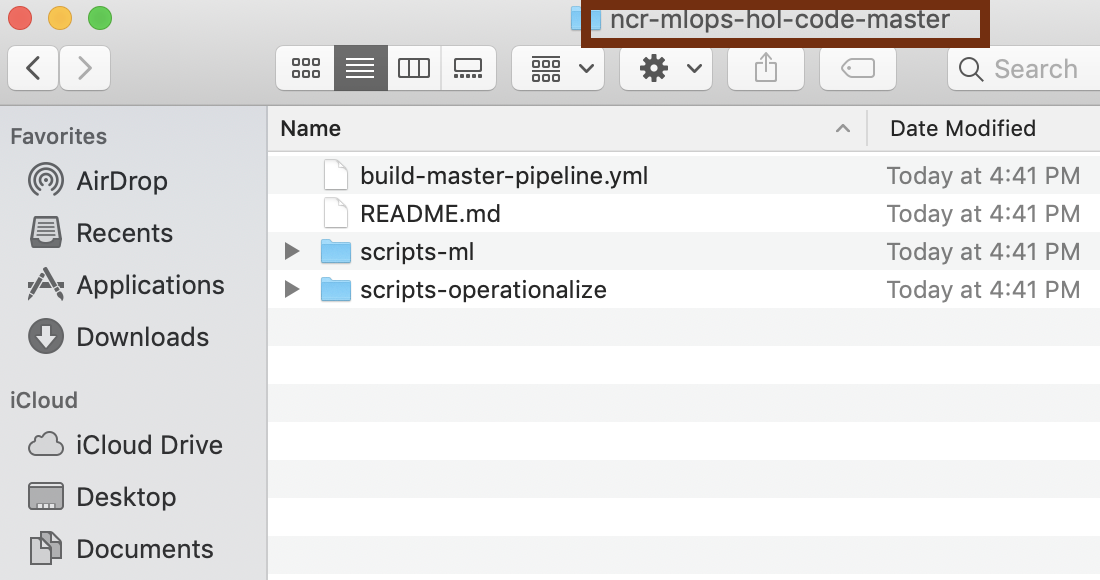 ncr-mlops-hol-code-master
Search
Favorites
AirDrop
Recents
Applications
Downloads
iCloud
iCloud Drive
Desktop
Documents
Name Date Modified
build-master-pipeline.yml Today at 4:41 PM
README.md Today at 4:41 PM
scripts-ml Today at 4:41 PM
scripts-operationalize Today at 4:41 PM